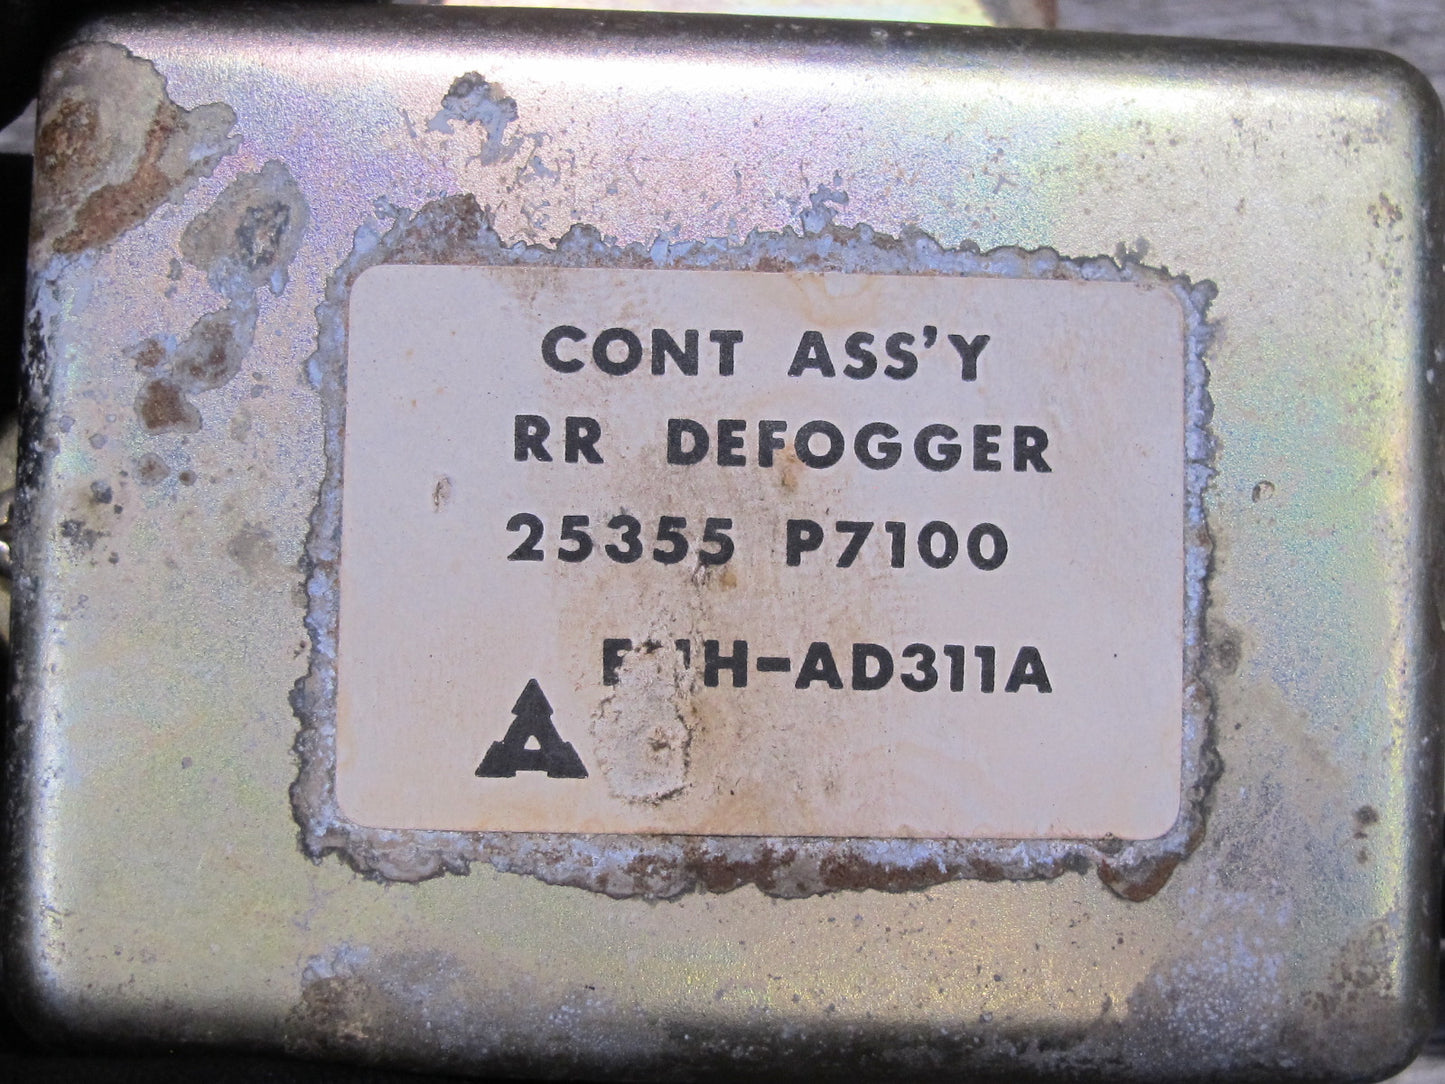 CONT ASS'Y
RR DEFOGGER
25355 P7100